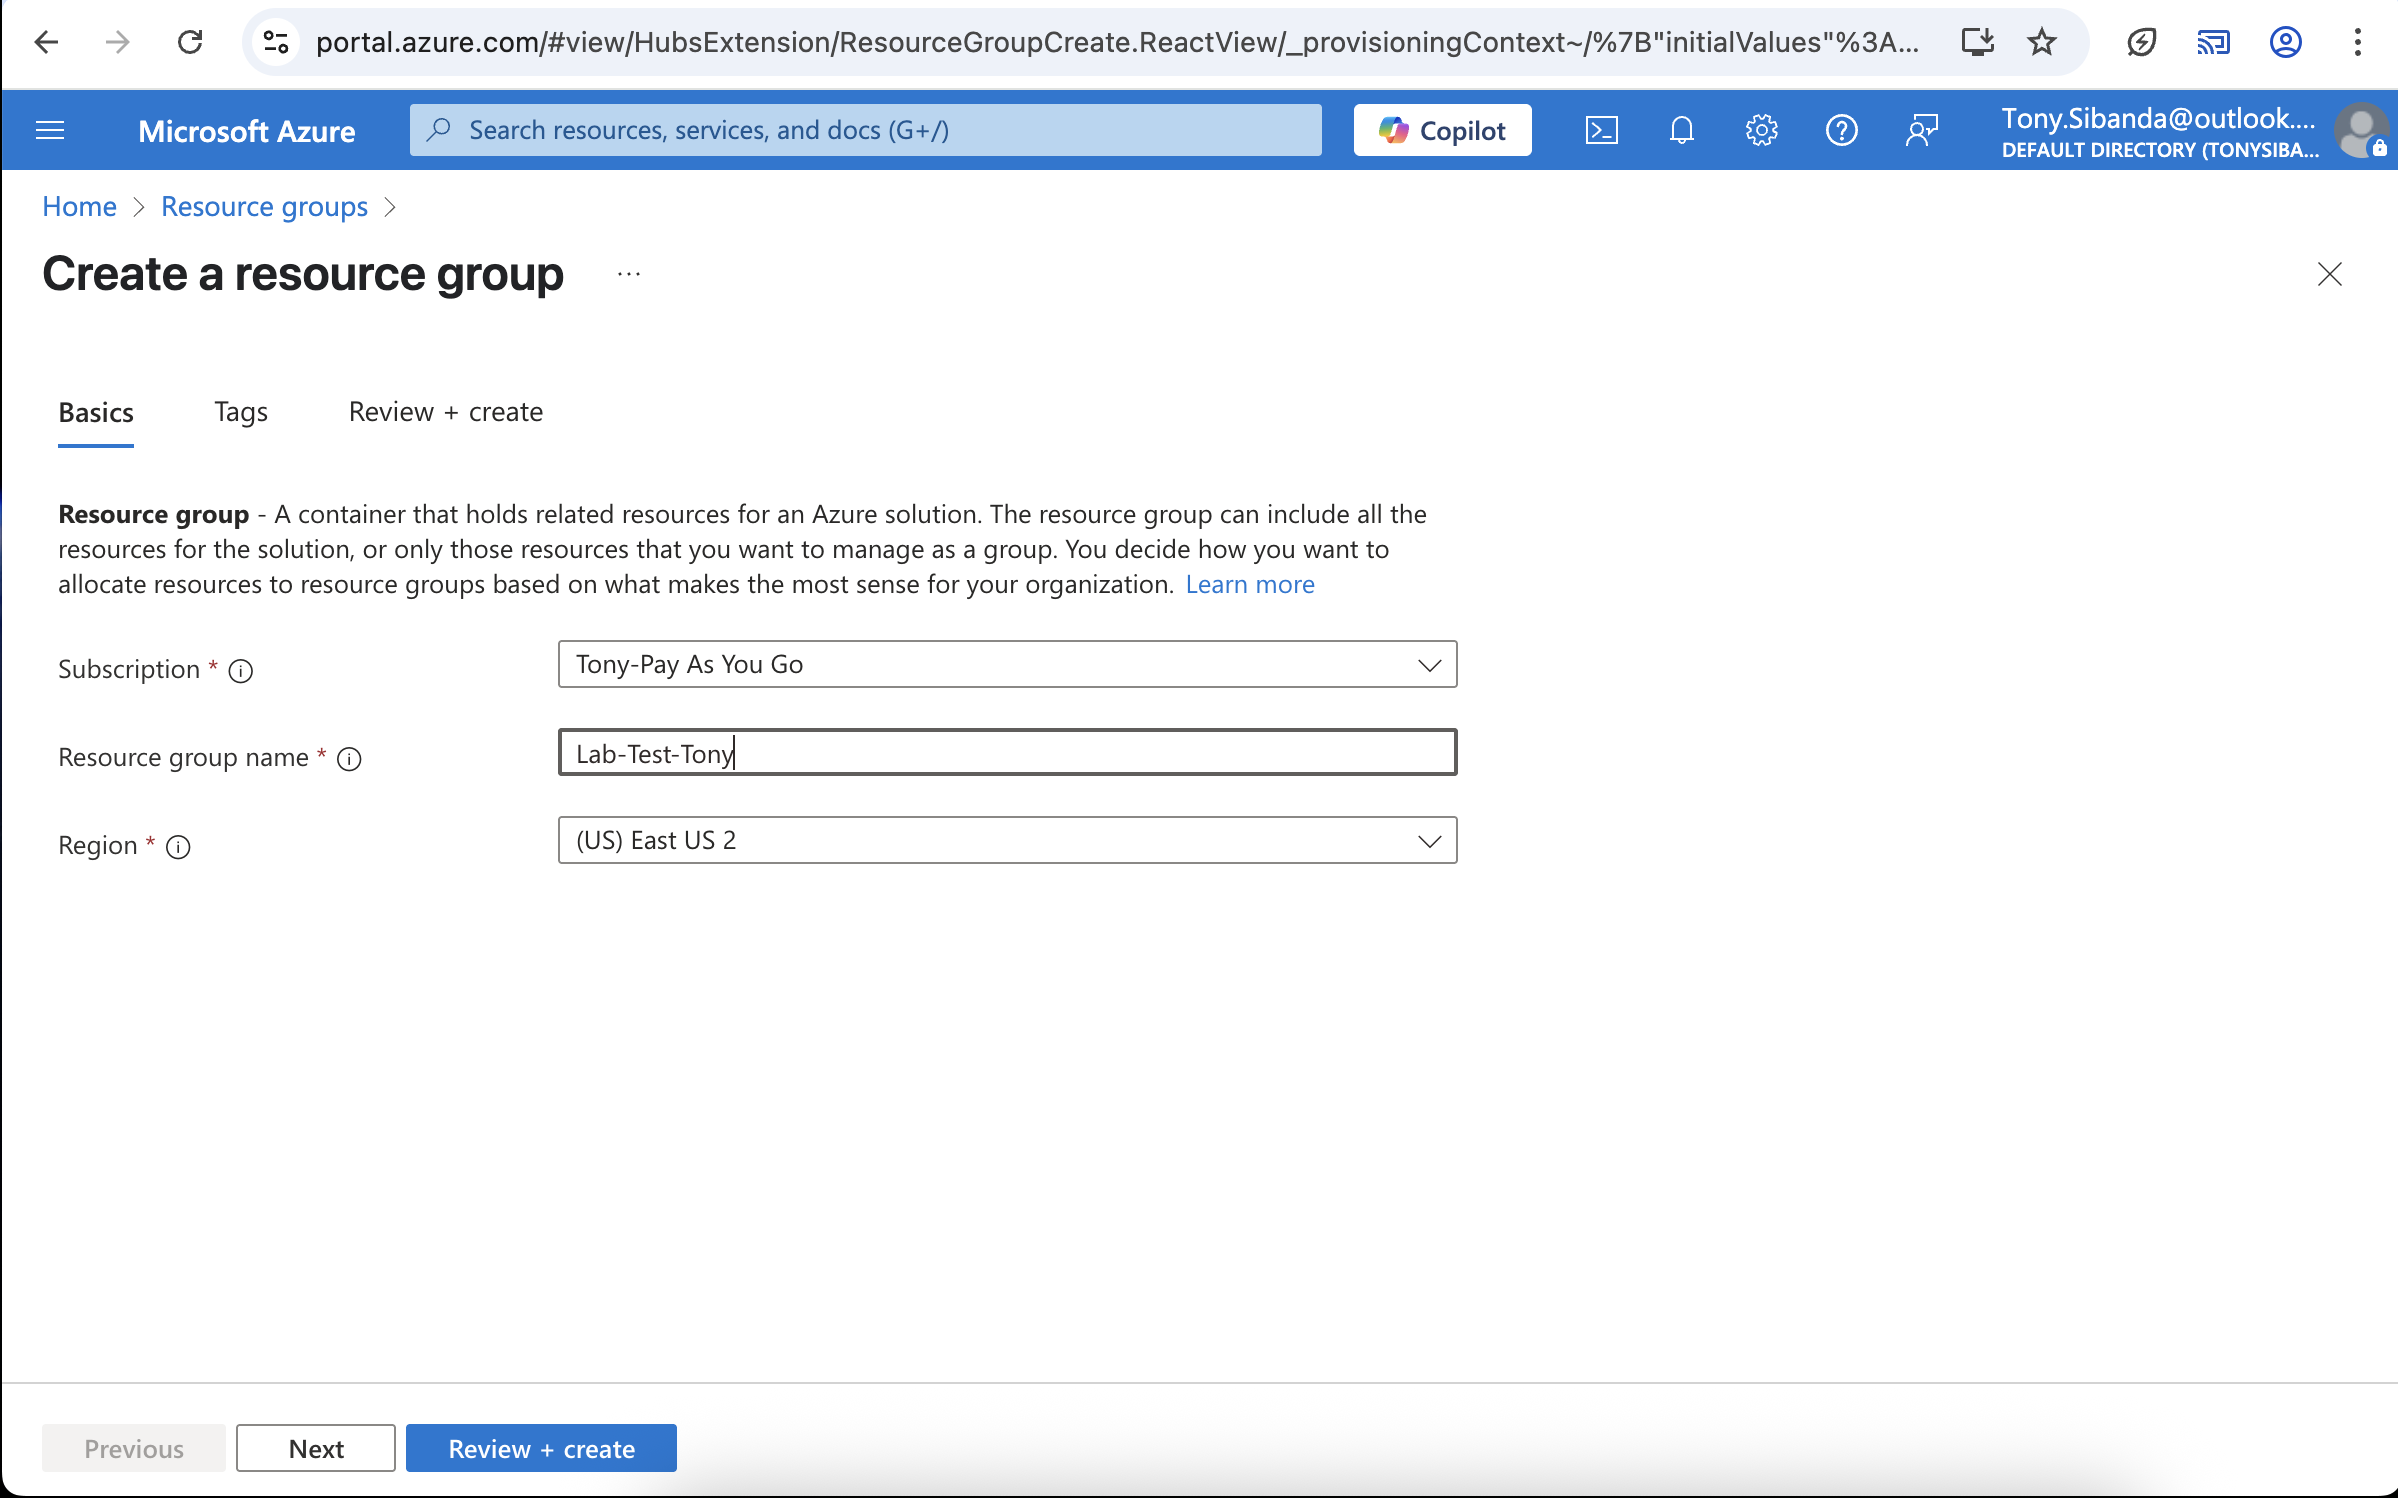 portal.azure.com/#view/HubsExtension/ResourceGroupCreate.ReactView/_provisioningContext~/%7B"initialValues"%3A...
Microsoft Azure
Search resources, services, and docs (G+/)
Copilot
Tony.Sibanda@outlook....
DEFAULT DIRECTORY (TONYSIBA...
Home > Resource groups >
Create a resource group ...
Basics
Tags
Review + create
Resource group - A container that holds related resources for an Azure solution. The resource group can include all the
resources for the solution, or only those resources that you want to manage as a group. You decide how you want to
allocate resources to resource groups based on what makes the most sense for your organization. Learn more
Subscription *
Tony-Pay As You Go
Resource group name *
Lab-Test-Tony
Region *
(US) East US 2
Previous
Next
Review + create